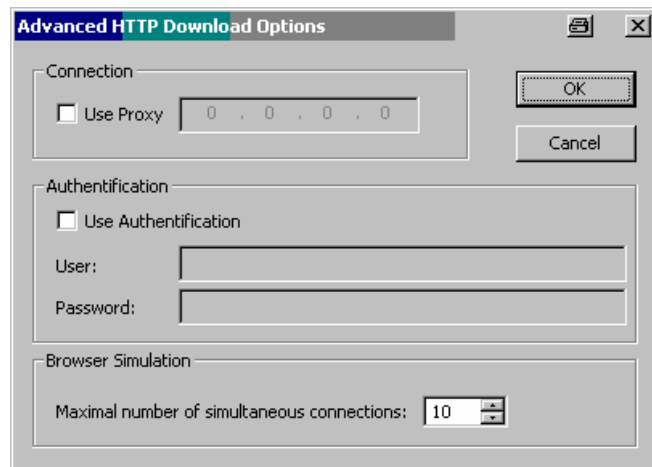 Advanced HTTP Download Options
Connection
OK
Use Proxy 0 . 0 . 0 . 0
Cancel
Authentification
Use Authentification
User:
Password:
Browser Simulation
Maximal number of simultaneous connections: 10